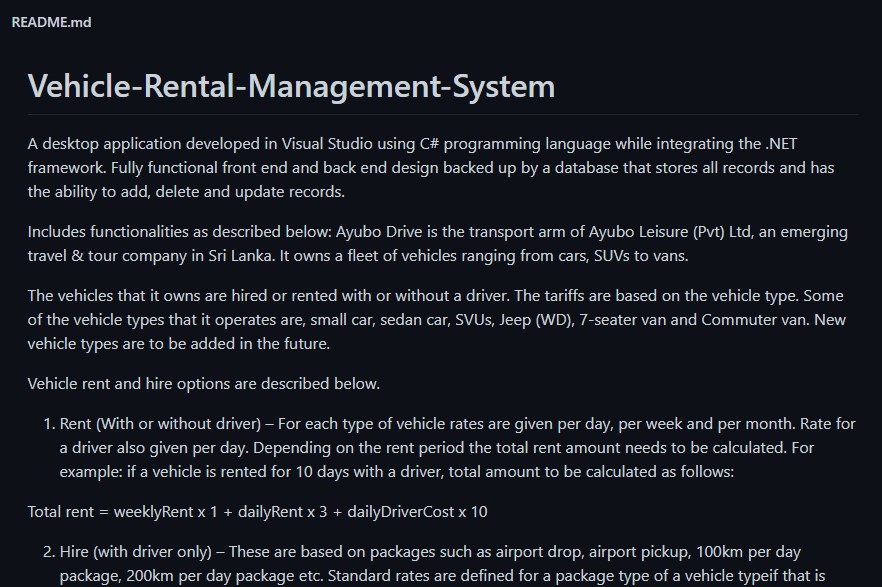 README.md
Vehicle-Rental-Management-System
A desktop application developed in Visual Studio using C# programming language while integrating the .NET
framework. Fully functional front end and back end design backed up by a database that stores all records and has
the ability to add, delete and update records.
Includes functionalities as described below: Ayubo Drive is the transport arm of Ayubo Leisure (Pvt) Ltd, an emerging
travel & tour company in Sri Lanka. It owns a fleet of vehicles ranging from cars, SUVs to vans.
The vehicles that it owns are hired or rented with or without a driver. The tariffs are based on the vehicle type. Some
of the vehicle types that it operates are, small car, sedan car, SVUs, Jeep (WD), 7-seater van and Commuter van. New
vehicle types are to be added in the future.
Vehicle rent and hire options are described below.
1. Rent (With or without driver) – For each type of vehicle rates are given per day, per week and per month. Rate for
a driver also given per day. Depending on the rent period the total rent amount needs to be calculated. For
example: if a vehicle is rented for 10 days with a driver, total amount to be calculated as follows:
Total rent = weeklyRent x 1 + dailyRent x 3 + dailyDriverCost x 10
2. Hire (with driver only) – These are based on packages such as airport drop, airport pickup, 100km per day
package, 200km per day package etc. Standard rates are defined for a package type of a vehicle typeif that is